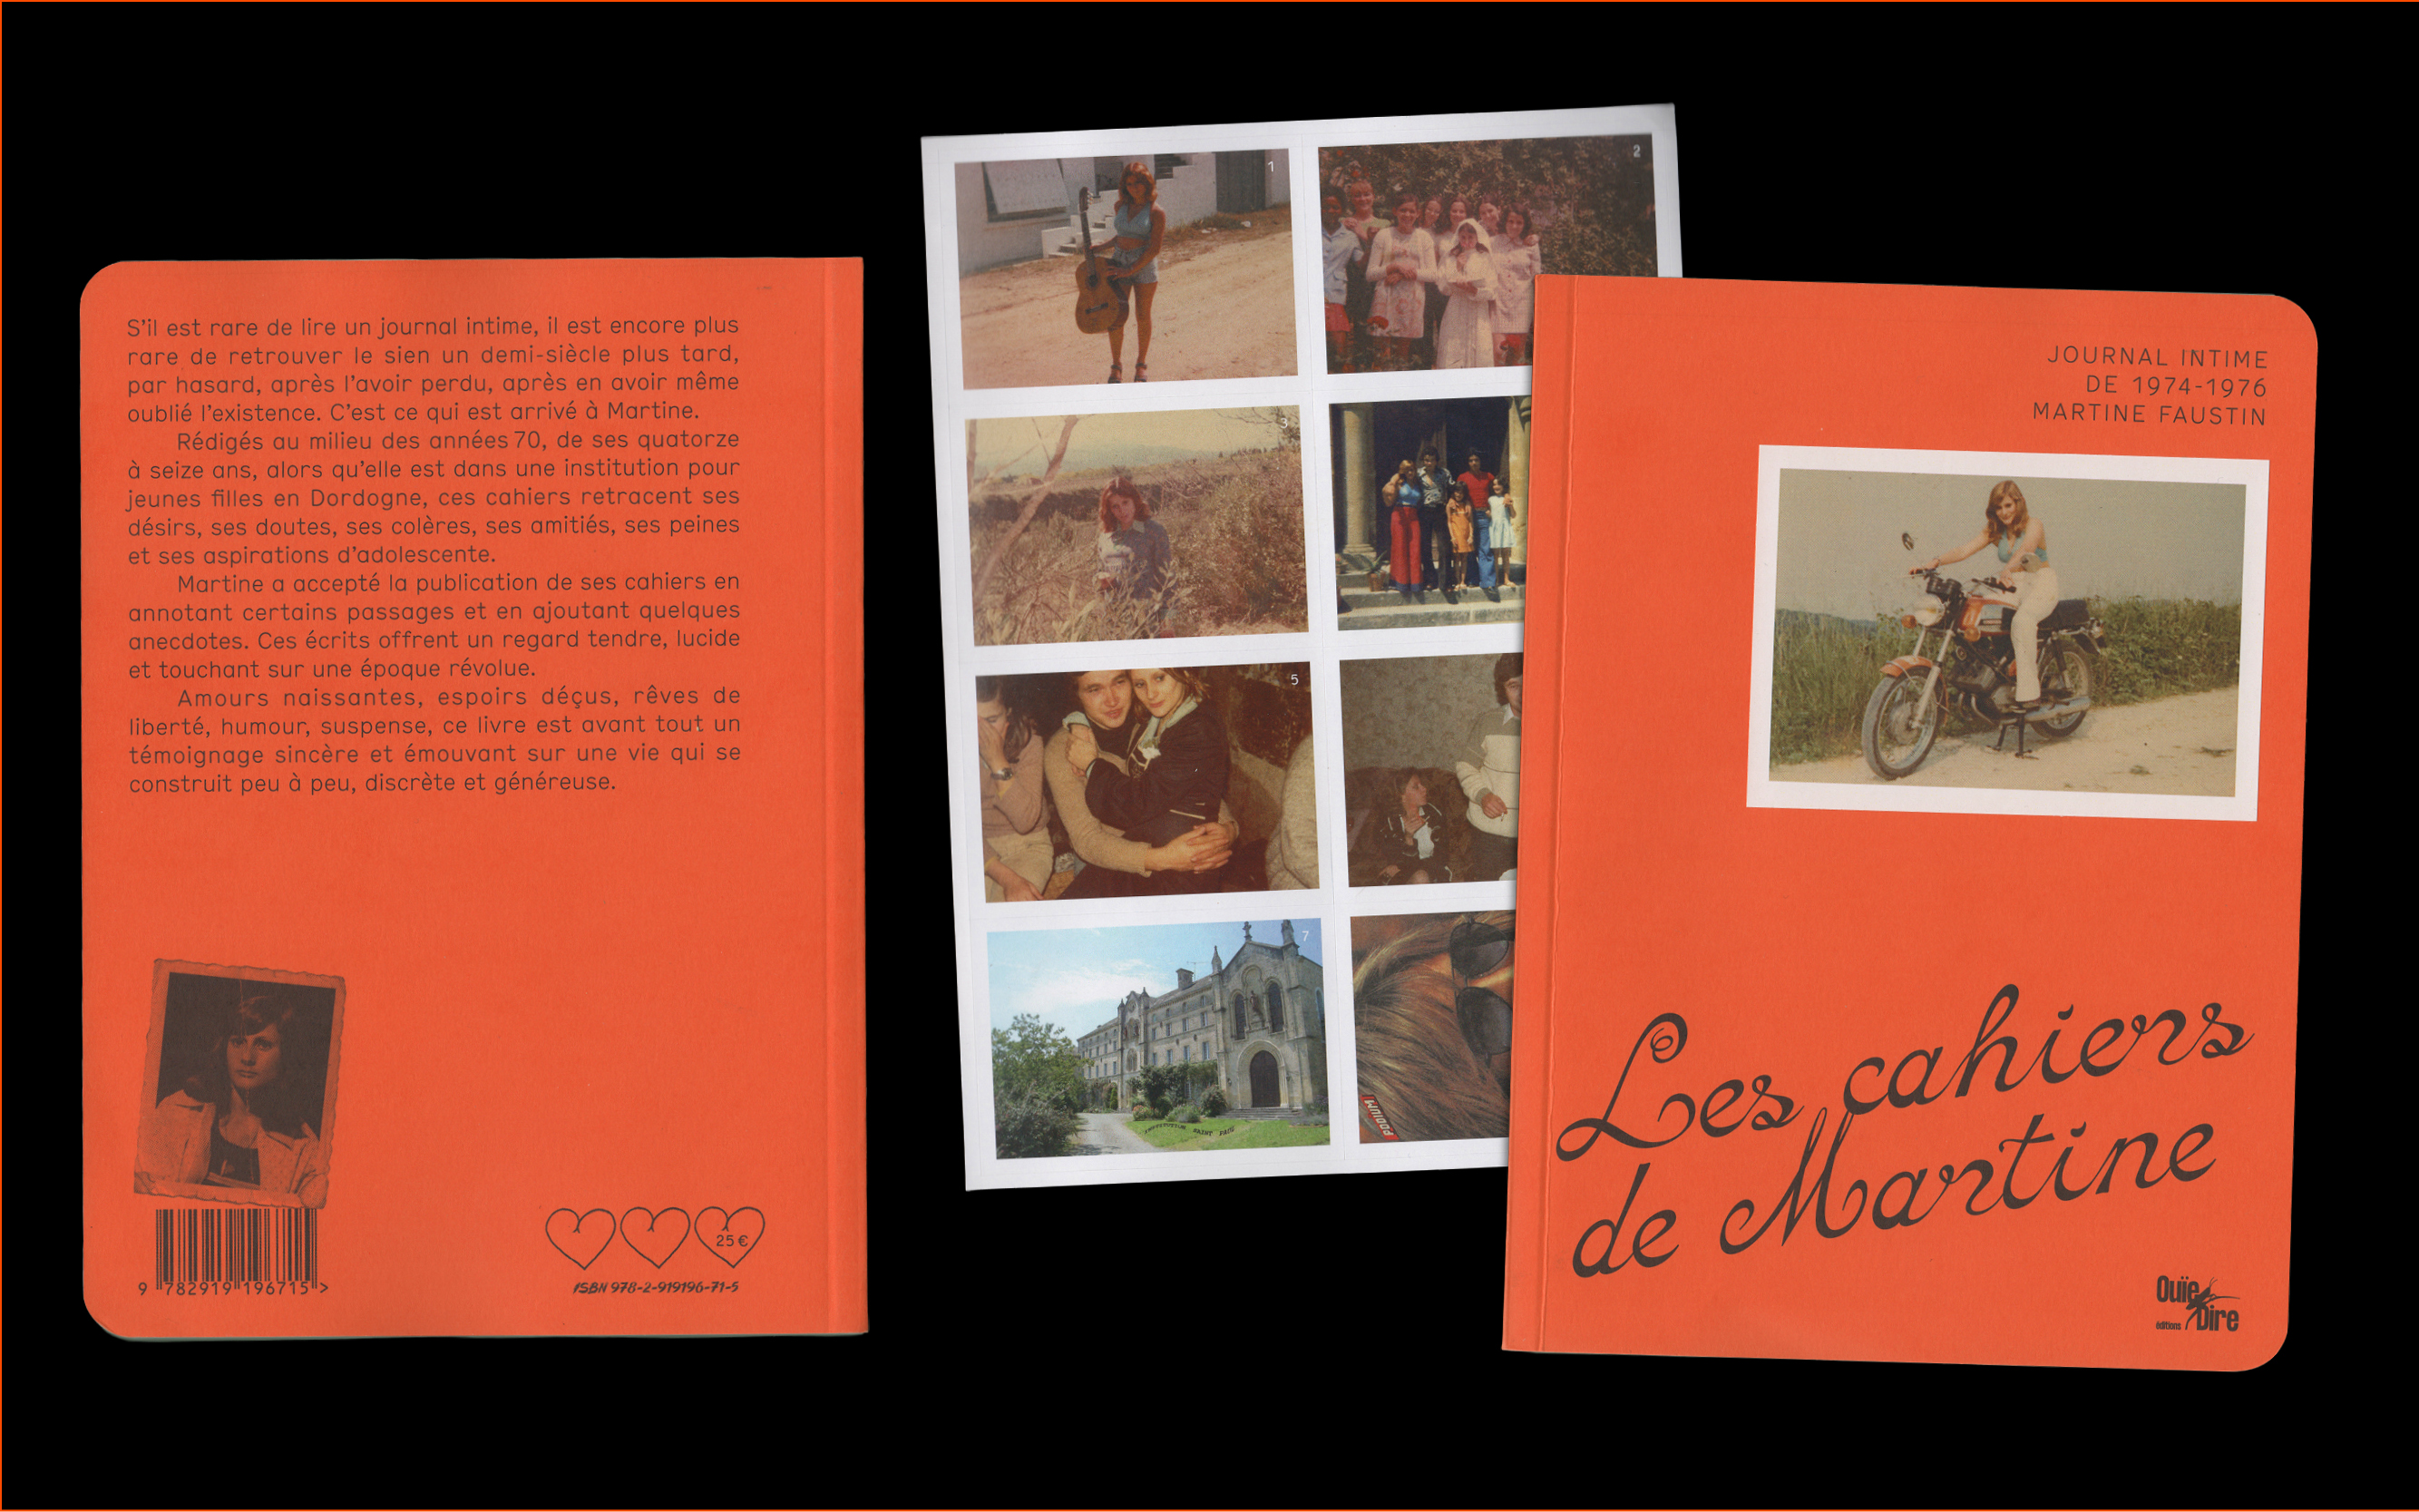 S'il est rare de lire un journal intime, il est encore plus
rare de retrouver le sien un demi-siècle plus tard,
par hasard, après l'avoir perdu, après en avoir même
oublié l'existence. C'est ce qui est arrivé à Martine.
Rédigés au milieu des années 70, de ses quatorze
à seize ans, alors qu'elle est dans une institution pour
jeunes filles en Dordogne, ces cahiers retracent ses
désirs, ses doutes, ses colères, ses amitiés, ses peines
et ses aspirations d'adolescente.
Martine a accepté la publication de ses cahiers en
annotant certains passages et en ajoutant quelques
anecdotes. Ces écrits offrent un regard tendre, lucide
et touchant sur une époque révolue.
Amours naissantes, espoirs déçus, rêves de
liberté, humour, suspense, ce livre est avant tout un
témoignage sincère et émouvant sur une vie qui se
construit peu à peu, discrète et généreuse.
9 782919 196715 >
25 €
ISBN 978-2-919196-71-5
1
2
3
5
7
INSTITUTION SAINT PAUL
PODIUM
JOURNAL INTIME
DE 1974-1976
MARTINE FAUSTIN
Les cahiers
de Martine
Ouïe
éditions Dire